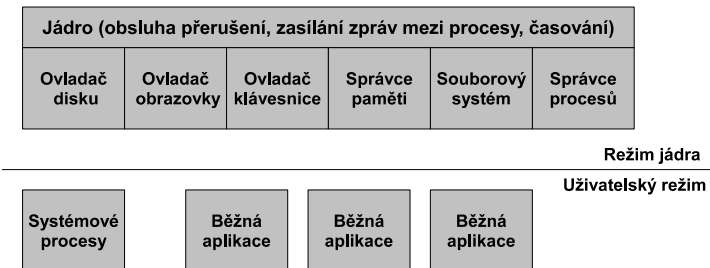 Jádro (obsluha přerušení, zasílání zpráv mezi procesy, časování)
Ovladač disku
Ovladač obrazovky
Ovladač klávesnice
Správce paměti
Souborový systém
Správce procesů
Režim jádra
Uživatelský režim
Systémové procesy
Běžná aplikace
Běžná aplikace
Běžná aplikace